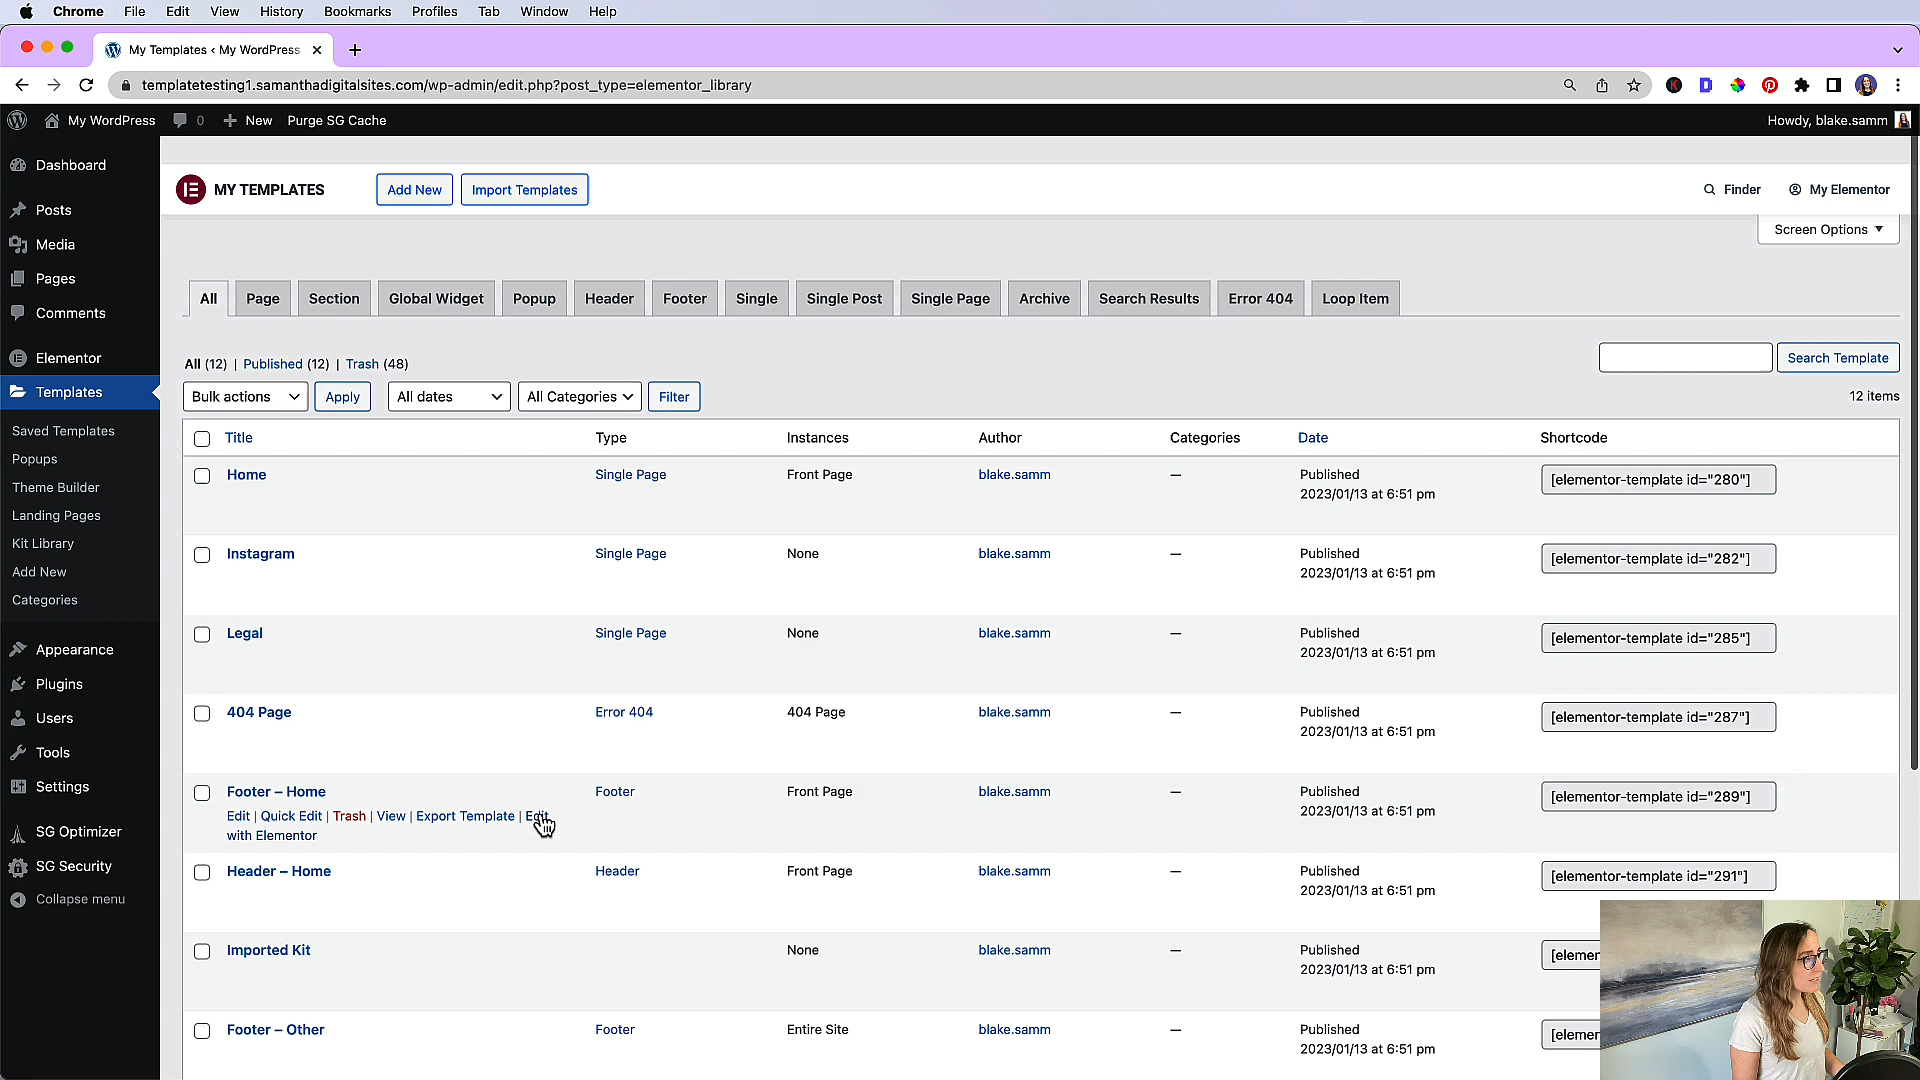 Chrome File Edit View History Bookmarks Profiles Tab Window Help
My Templates ‹ My WordPress
templatetesting1.samanthadigitalsites.com/wp-admin/edit.php?post_type=elementor_library
My WordPress 0 New Purge SG Cache Howdy, blake.samm
Dashboard
Posts
Media
Pages
Comments
Elementor
Templates
Saved Templates
Popups
Theme Builder
Landing Pages
Kit Library
Add New
Categories
Appearance
Plugins
Users
Tools
Settings
SG Optimizer
SG Security
Collapse menu
MY TEMPLATES Add New Import Templates Finder My Elementor
Screen Options
All Page Section Global Widget Popup Header Footer Single Single Post Single Page Archive Search Results Error 404 Loop Item
All (12) | Published (12) | Trash (48) Search Template
Bulk actions Apply All dates All Categories Filter 12 items
Title Type Instances Author Categories Date Shortcode
Home Single Page Front Page blake.samm — Published [elementor-template id="280"]
2023/01/13 at 6:51 pm
Instagram Single Page None blake.samm — Published [elementor-template id="282"]
2023/01/13 at 6:51 pm
Legal Single Page None blake.samm — Published [elementor-template id="285"]
2023/01/13 at 6:51 pm
404 Page Error 404 404 Page blake.samm — Published [elementor-template id="287"]
2023/01/13 at 6:51 pm
Footer – Home Footer Front Page blake.samm — Published [elementor-template id="289"]
2023/01/13 at 6:51 pm
Edit | Quick Edit | Trash | View | Export Template | Edit
with Elementor
Header – Home Header Front Page blake.samm — Published [elementor-template id="291"]
2023/01/13 at 6:51 pm
Imported Kit None blake.samm — Published [elemen
2023/01/13 at 6:51 pm
Footer – Other Footer Entire Site blake.samm — Published [elemen
2023/01/13 at 6:51 pm